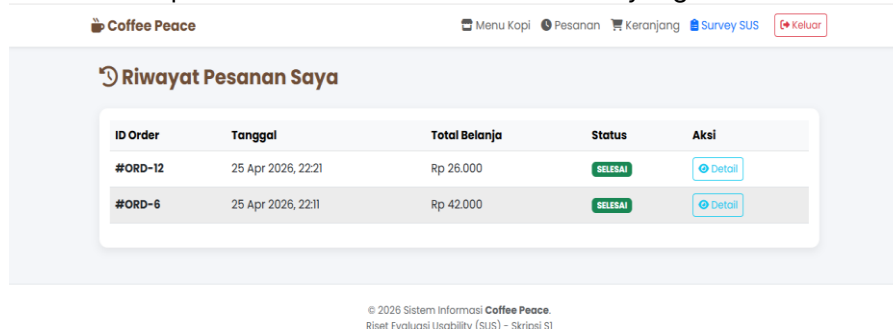 Coffee Peace Menu Kopi Pesanan Keranjang Survey SUS Keluar
Riwayat Pesanan Saya
ID Order Tanggal Total Belanja Status Aksi
#ORD-12 25 Apr 2026, 22:21 Rp 26.000 SELESAI Detail
#ORD-6 25 Apr 2026, 22:11 Rp 42.000 SELESAI Detail
© 2026 Sistem Informasi Coffee Peace.
Riset Evaluasi Usability (SUS) - Skripsi S1